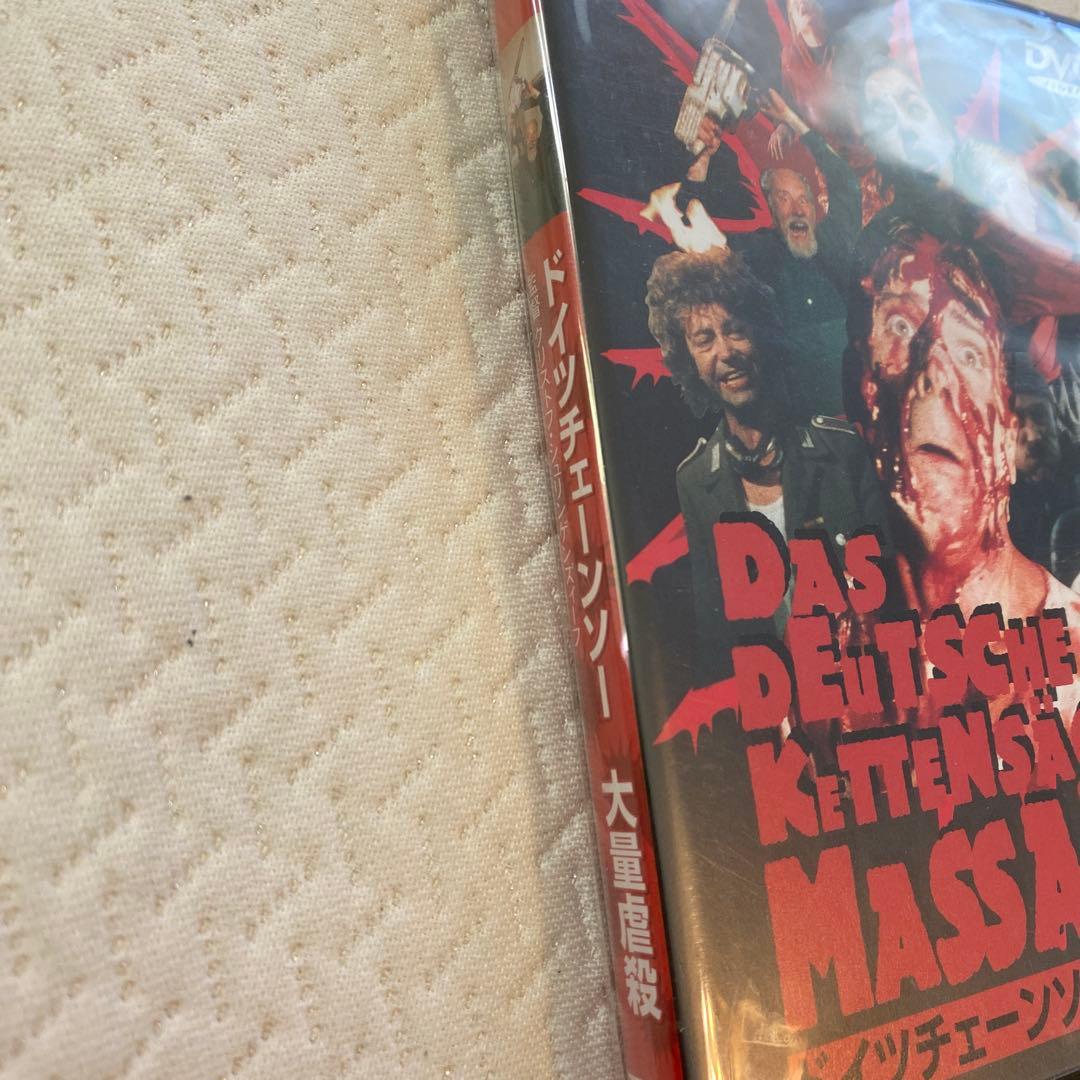 ドイツチェーンソー 大量虐殺
DAS
DEUTSCHE
KETTENSÄ
MASSA
ドイツチェーンソ